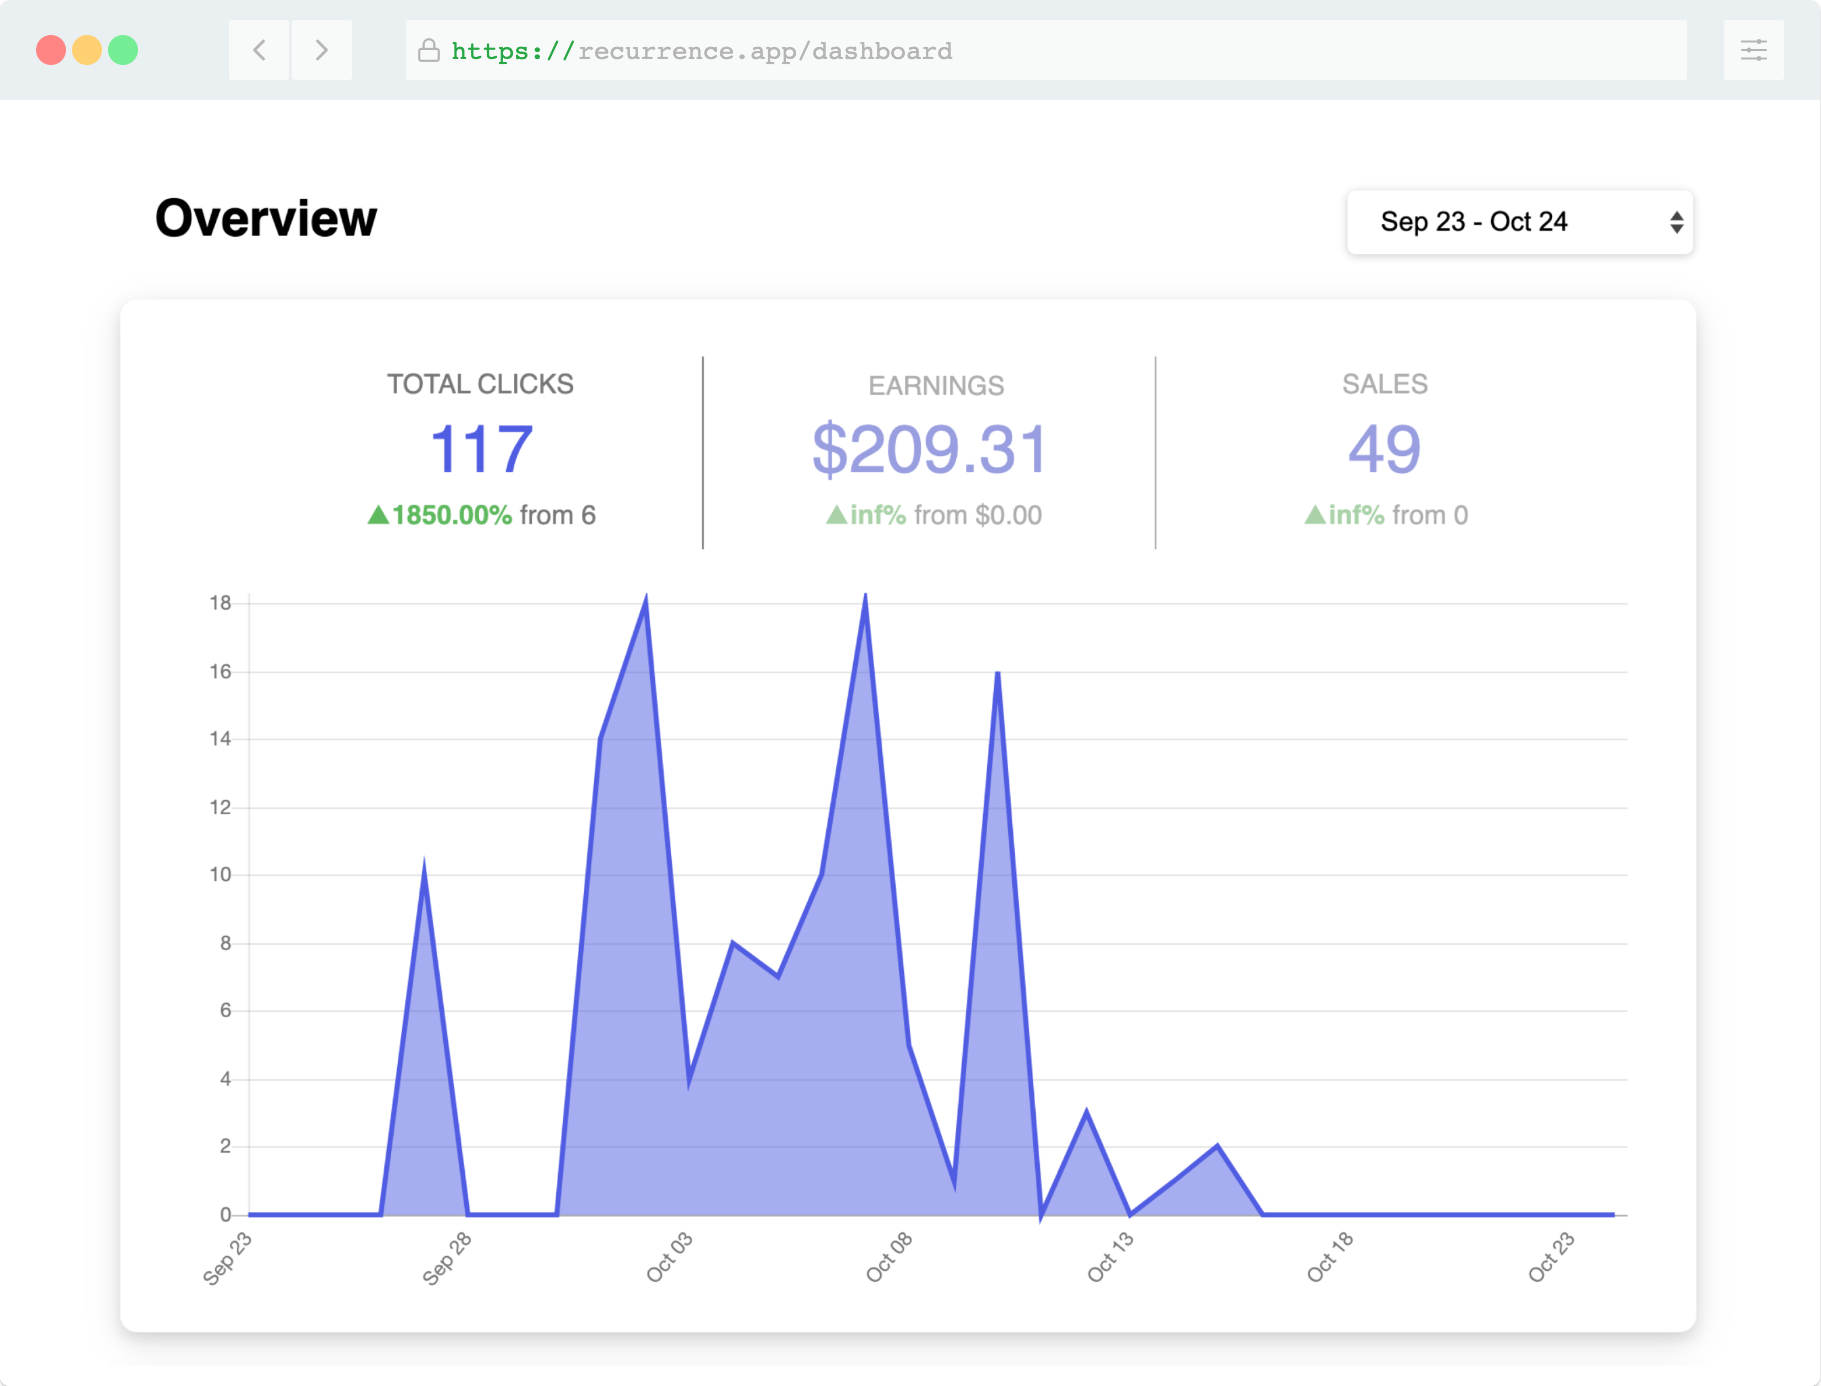 https://recurrence.app/dashboard
Overview
Sep 23 - Oct 24
TOTAL CLICKS
117
▲1850.00% from 6
EARNINGS
$209.31
▲inf% from $0.00
SALES
49
▲inf% from 0
18
16
14
12
10
8
6
4
2
0
Sep 23
Sep 28
Oct 03
Oct 08
Oct 13
Oct 18
Oct 23